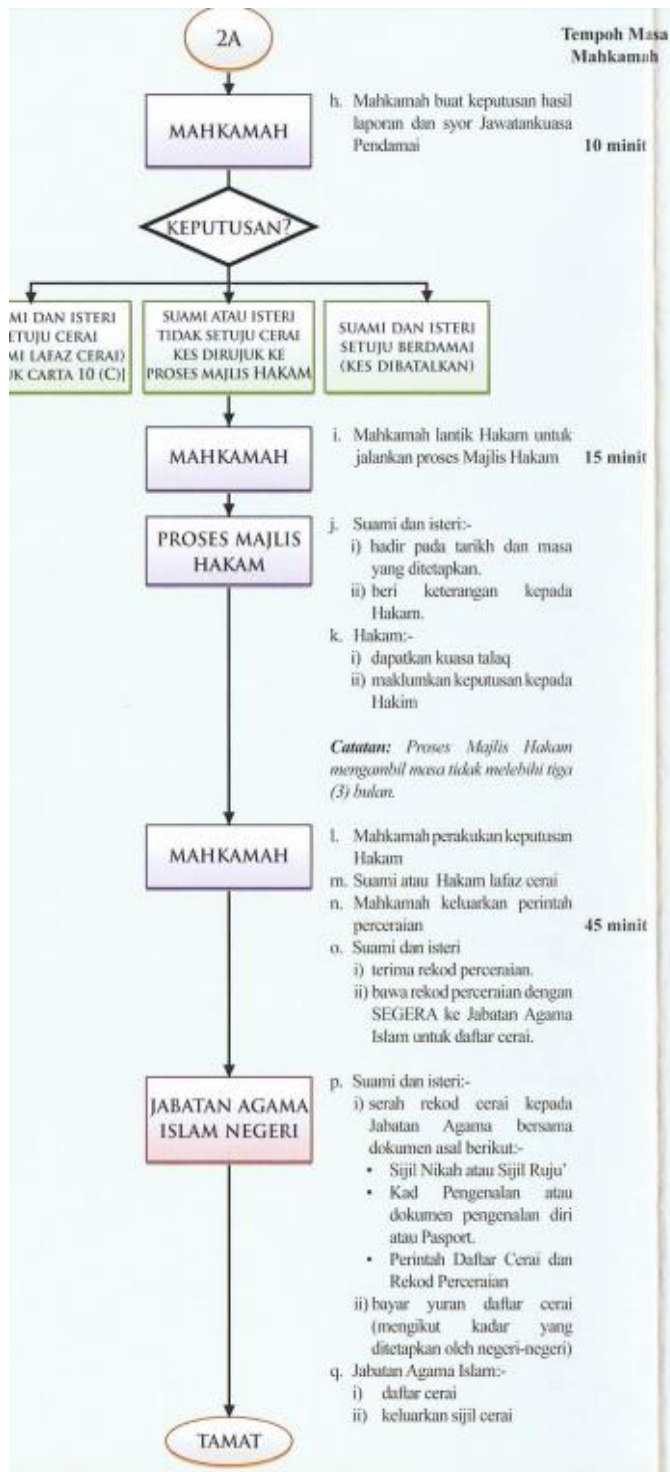 2A
Tempoh Masa
Mahkamah
MAHKAMAH
h. Mahkamah buat keputusan hasil
laporan dan syor Jawatankuasa
Pendamai
10 minit
KEPUTUSAN?
MI DAN ISTERI
ETUJU CERAI
MI LAFAZ CERAI)
UK CARTA 10 (C)]
SUAMI ATAU ISTERI
TIDAK SETUJU CERAI
KES DIRUJUK KE
PROSES MAJLIS HAKAM
SUAMI DAN ISTERI
SETUJU BERDAMAI
(KES DIBATALKAN)
MAHKAMAH
i. Mahkamah lantik Hakam untuk
jalankan proses Majlis Hakam
15 minit
PROSES MAJLIS
HAKAM
j. Suami dan isteri:-
i) hadir pada tarikh dan masa
yang ditetapkan.
ii) beri keterangan kepada
Hakam.
k. Hakam:-
i) dapatkan kuasa talaq
ii) maklumkan keputusan kepada
Hakim
Catatan: Proses Majlis Hakam
mengambil masa tidak melebihi tiga
(3) bulan.
MAHKAMAH
l. Mahkamah perakukan keputusan
Hakam
m. Suami atau Hakam lafaz cerai
n. Mahkamah keluarkan perintah
perceraian
45 minit
o. Suami dan isteri
i) terima rekod perceraian.
ii) bawa rekod perceraian dengan
SEGERA ke Jabatan Agama
Islam untuk daftar cerai.
JABATAN AGAMA
ISLAM NEGERI
p. Suami dan isteri:-
i) serah rekod cerai kepada
Jabatan Agama bersama
dokumen asal berikut:-
• Sijil Nikah atau Sijil Ruju'
• Kad Pengenalan atau
dokumen pengenalan diri
atau Pasport.
• Perintah Daftar Cerai dan
Rekod Perceraian
ii) bayar yuran daftar cerai
(mengikut kadar yang
ditetapkan oleh negeri-negeri)
q. Jabatan Agama Islam:-
i) daftar cerai
ii) keluarkan sijil cerai
TAMAT